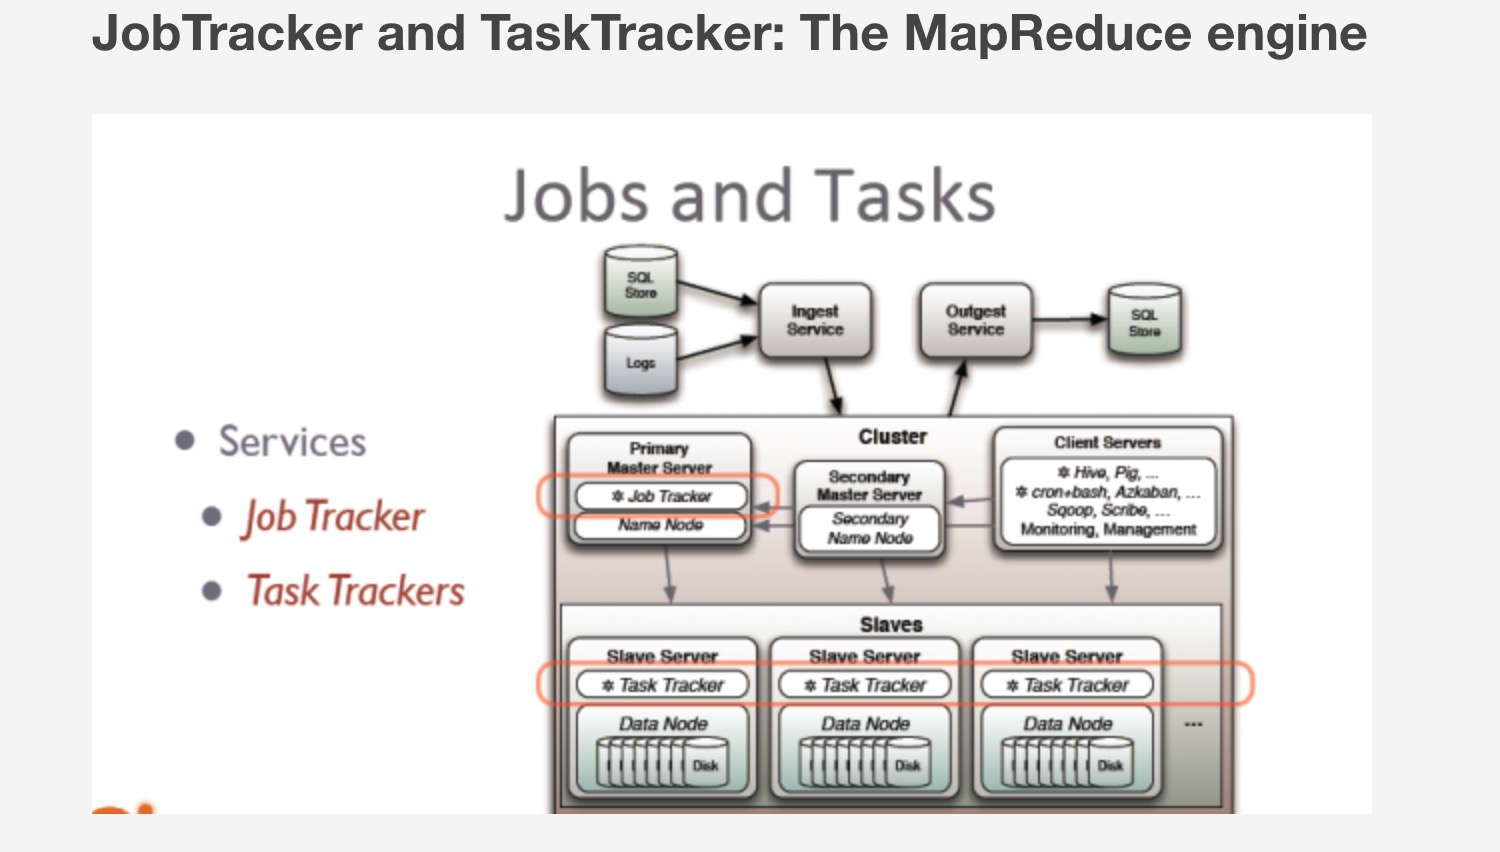 JobTracker and TaskTracker: The MapReduce engine
Jobs and Tasks
SQL
Store
Logs
Ingest
Service
Outgest
Service
SQL
Store
Services
Job Tracker
Task Trackers
Cluster
Primary
Master Server
✲ Job Tracker
Name Node
Secondary
Master Server
Secondary
Name Node
Client Servers
✲ Hive, Pig, ...
✲ cron+bash, Azkaban, ...
Sqoop, Scribe, ...
Monitoring, Management
Slaves
Slave Server
✲ Task Tracker
Data Node
Disk
Slave Server
✲ Task Tracker
Data Node
Disk
Slave Server
✲ Task Tracker
Data Node
Disk
...